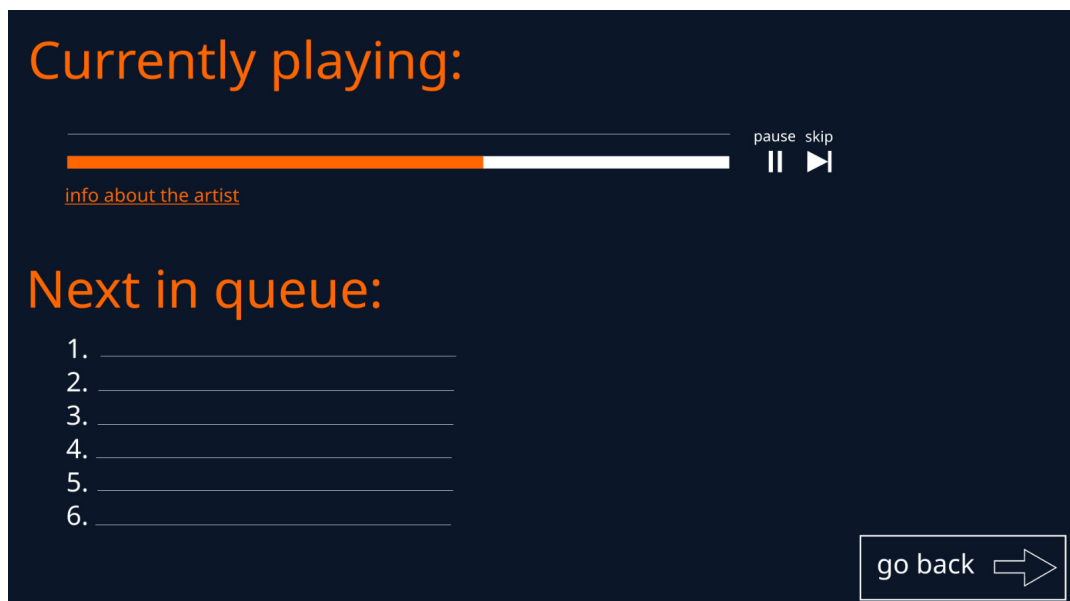 Currently playing:
pause skip
info about the artist
Next in queue:
1.
2.
3.
4.
5.
6.
go back